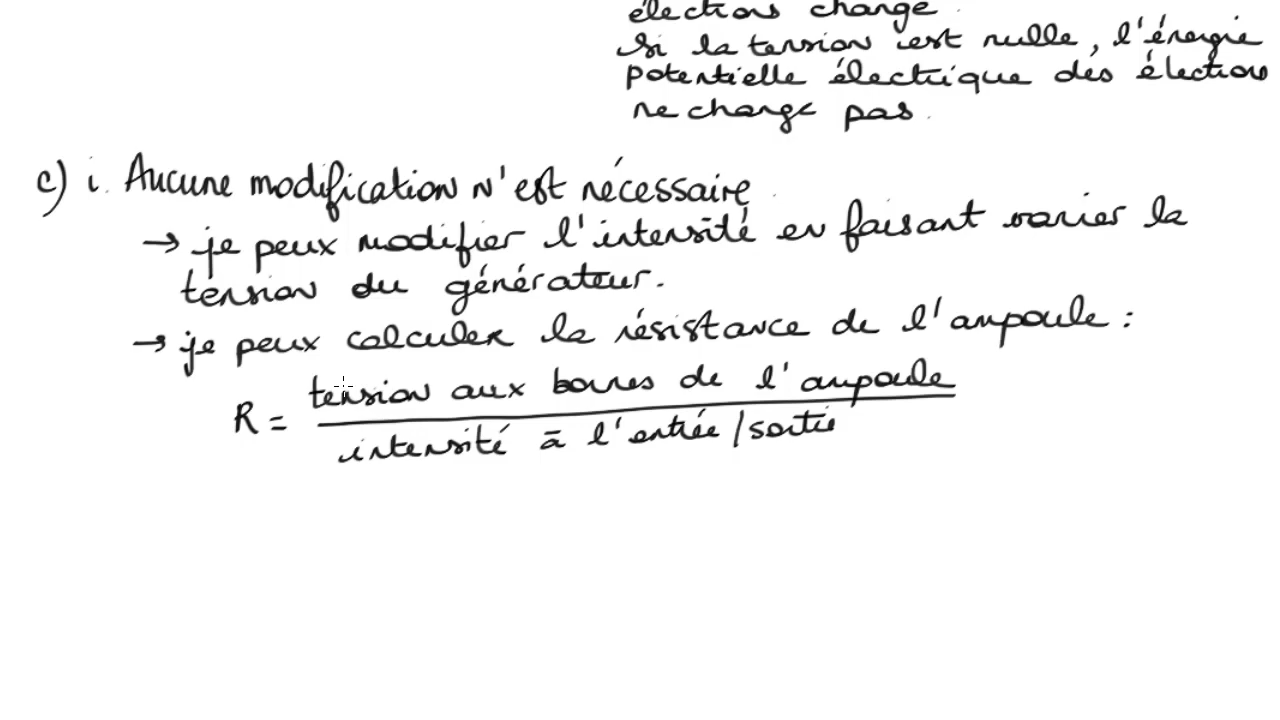 électrons change.
Si la tension est nulle, l'énergie
potentielle électrique des électrons
ne change pas.
c) i. Aucune modification n'est nécessaire
→ je peux modifier l'intensité en faisant varier la
tension du générateur.
→ je peux calculer la résistance de l'ampoule :
R = tension aux bornes de l'ampoule
intensité à l'entrée/sortie